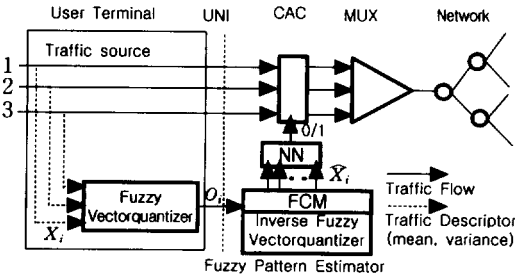 User Terminal UNI CAC MUX Network
Traffic source
1
2
3
0/1
NN
X̂i
Fuzzy
Vectorquantizer
Oi
Xi
FCM
Inverse Fuzzy
Vectorquantizer
Traffic Flow
Traffic Descriptor
(mean, variance)
Fuzzy Pattern Estimator